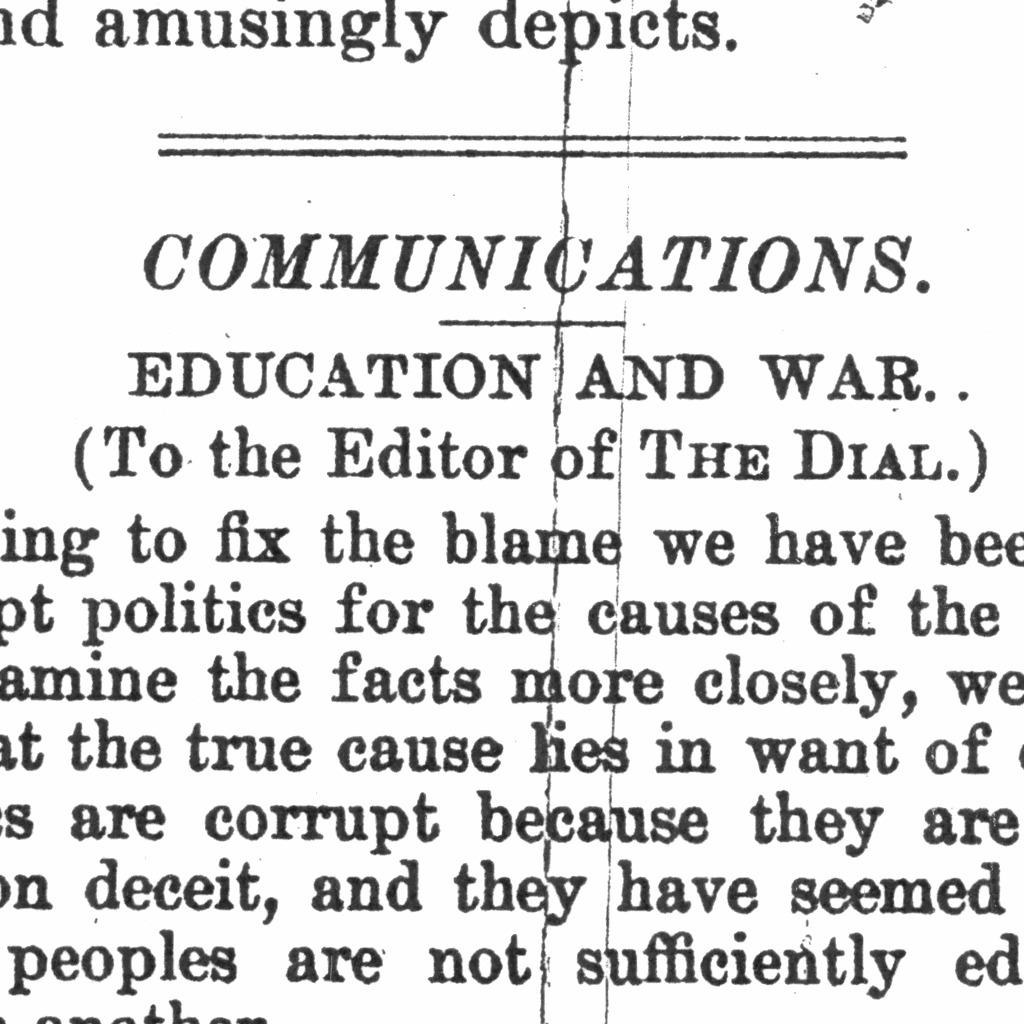 nd amusingly depicts.
COMMUNICATIONS.
EDUCATION AND WAR. .
(To the Editor of THE DIAL.)
ing to fix the blame we have bee
pt politics for the causes of the
amine the facts more closely, we
at the true cause lies in want of
es are corrupt because they are
on deceit, and they have seemed
peoples are not sufficiently ed
another